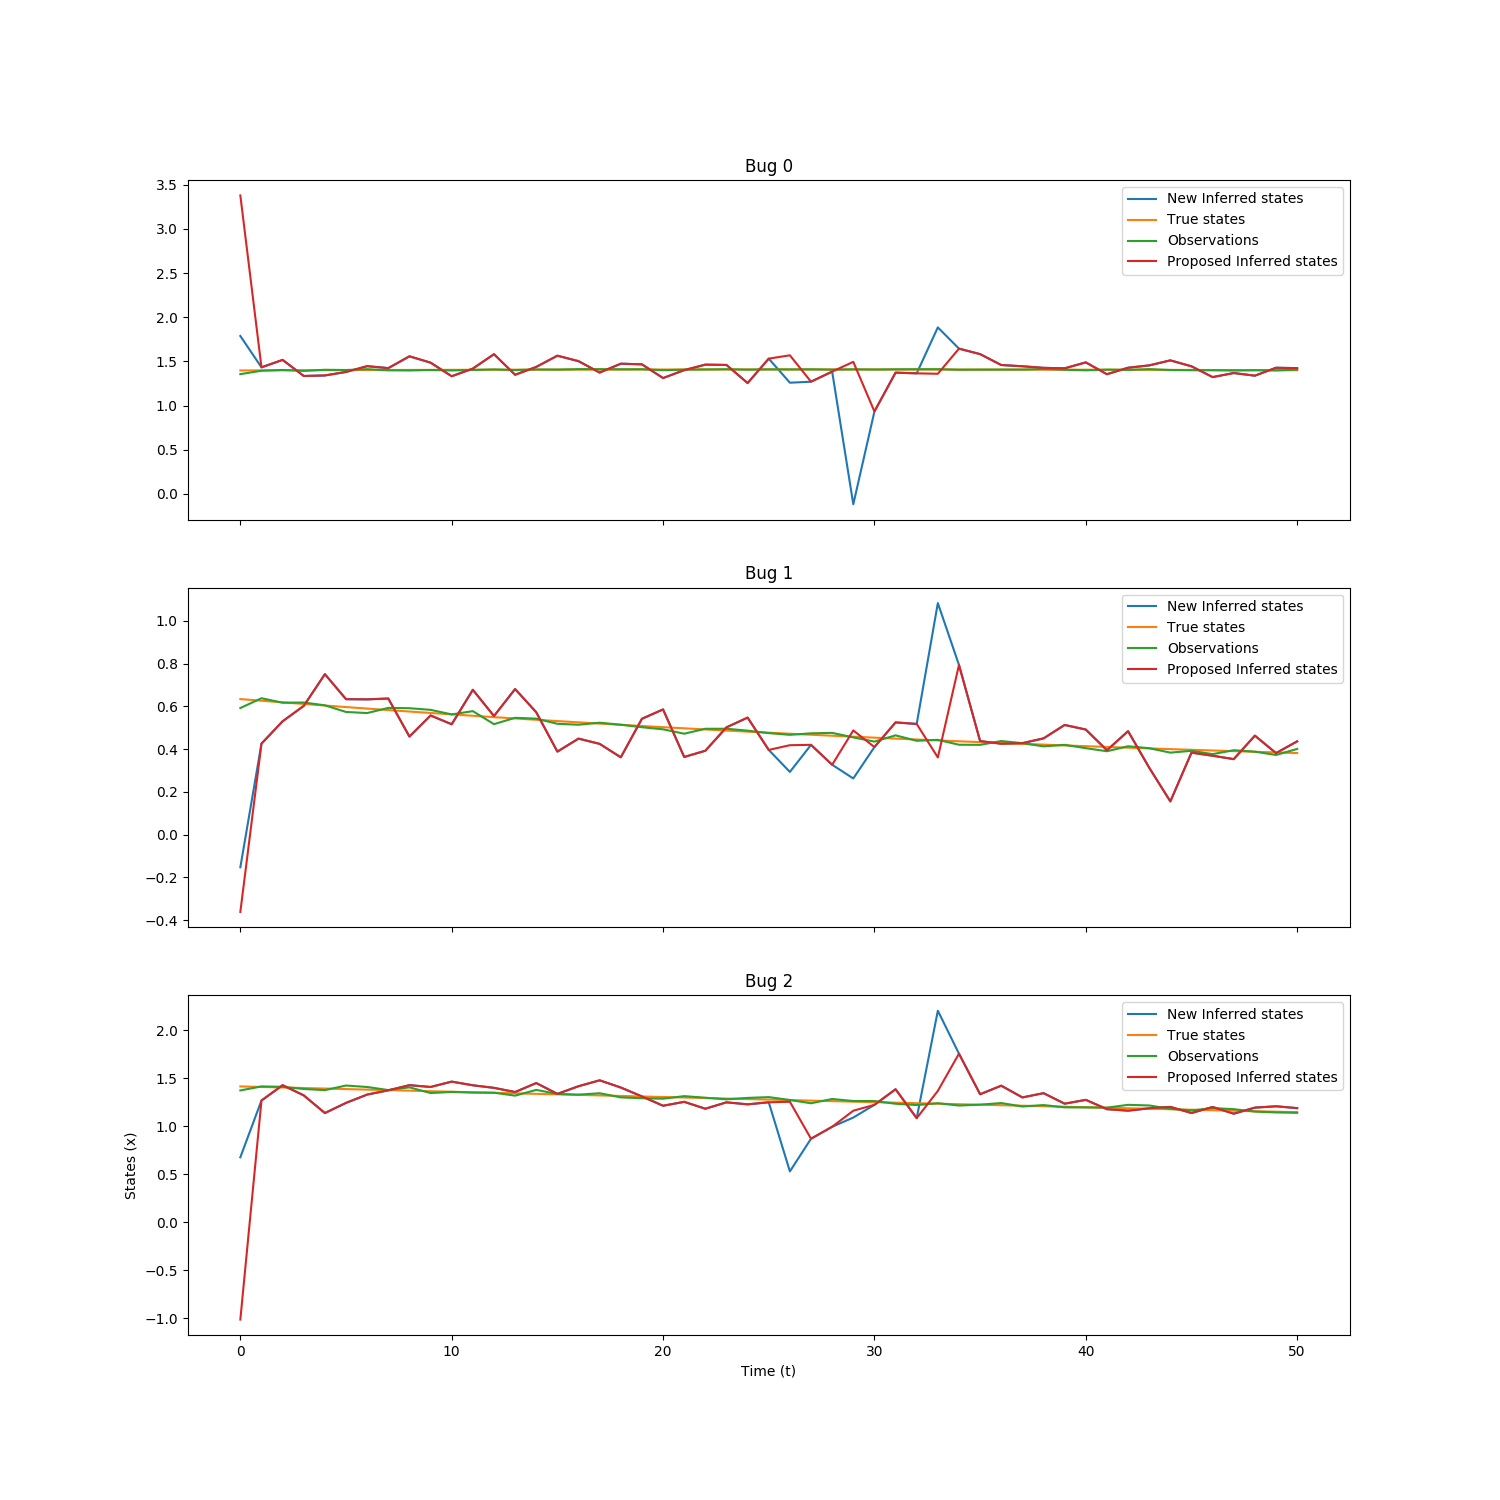 Bug 0
3.5
3.0
2.5
2.0
1.5
1.0
0.5
0.0
New Inferred states
True states
Observations
Proposed Inferred states
Bug 1
1.0
0.8
0.6
0.4
0.2
0.0
−0.2
−0.4
New Inferred states
True states
Observations
Proposed Inferred states
Bug 2
States (x)
2.0
1.5
1.0
0.5
0.0
−0.5
−1.0
New Inferred states
True states
Observations
Proposed Inferred states
0 10 20 30 40 50
Time (t)